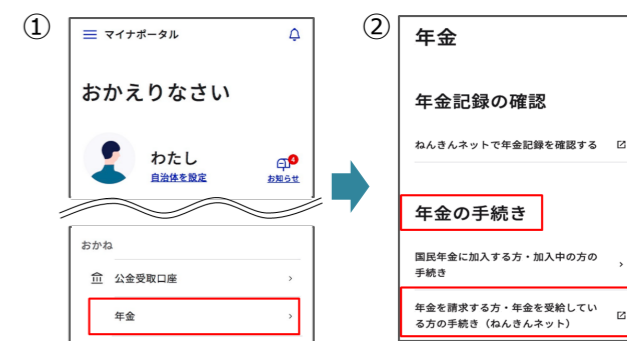 ①
マイナポータル
おかえりなさい
わたし
自治体を設定
4
お知らせ
おかね
公金受取口座
年金
②
年金
年金記録の確認
ねんきんネットで年金記録を確認する
年金の手続き
国民年金に加入する方・加入中の方の
手続き
年金を請求する方・年金を受給してい
る方の手続き（ねんきんネット）